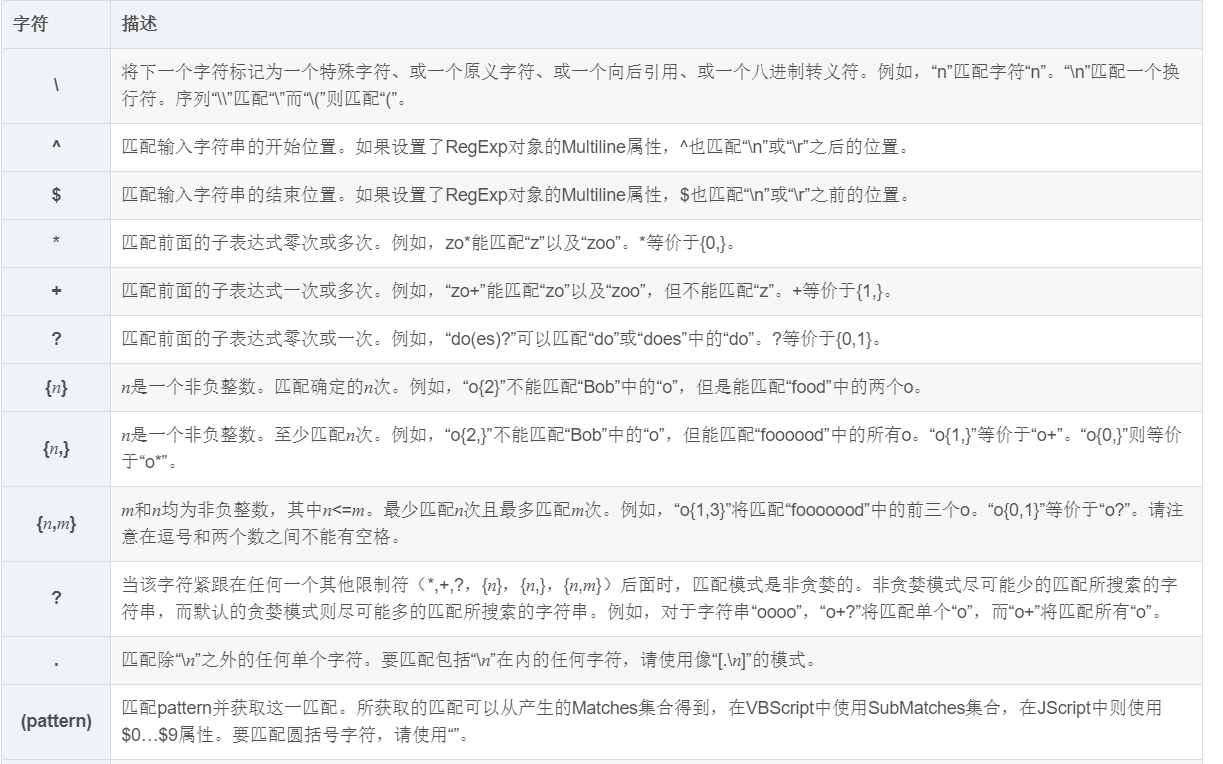 字符 描述
\ 将下一个字符标记为一个特殊字符、或一个原义字符、或一个向后引用、或一个八进制转义符。例如，“n”匹配字符“n”。“\n”匹配一个换
行符。序列“\\”匹配“\”而“\(”则匹配“(”。
^ 匹配输入字符串的开始位置。如果设置了RegExp对象的Multiline属性，^也匹配“\n”或“\r”之后的位置。
$ 匹配输入字符串的结束位置。如果设置了RegExp对象的Multiline属性，$也匹配“\n”或“\r”之前的位置。
* 匹配前面的子表达式零次或多次。例如，zo*能匹配“z”以及“zoo”。*等价于{0,}。
+ 匹配前面的子表达式一次或多次。例如，“zo+”能匹配“zo”以及“zoo”，但不能匹配“z”。+等价于{1,}。
? 匹配前面的子表达式零次或一次。例如，“do(es)?”可以匹配“do”或“does”中的“do”。?等价于{0,1}。
{n} n是一个非负整数。匹配确定的n次。例如，“o{2}”不能匹配“Bob”中的“o”，但是能匹配“food”中的两个o。
{n,} n是一个非负整数。至少匹配n次。例如，“o{2,}”不能匹配“Bob”中的“o”，但能匹配“foooood”中的所有o。“o{1,}”等价于“o+”。“o{0,}”则等价
于“o*”。
{n,m} m和n均为非负整数，其中n<=m。最少匹配n次且最多匹配m次。例如，“o{1,3}”将匹配“fooooood”中的前三个o。“o{0,1}”等价于“o?”。请注
意在逗号和两个数之间不能有空格。
? 当该字符紧跟在任何一个其他限制符（*,+,?，{n}，{n,}，{n,m}）后面时，匹配模式是非贪婪的。非贪婪模式尽可能少的匹配所搜索的字
符串，而默认的贪婪模式则尽可能多的匹配所搜索的字符串。例如，对于字符串“oooo”，“o+?”将匹配单个“o”，而“o+”将匹配所有“o”。
. 匹配除“\n”之外的任何单个字符。要匹配包括“\n”在内的任何字符，请使用像“[.\n]”的模式。
(pattern) 匹配pattern并获取这一匹配。所获取的匹配可以从产生的Matches集合得到，在VBScript中使用SubMatches集合，在JScript中则使用
$0…$9属性。要匹配圆括号字符，请使用“”。